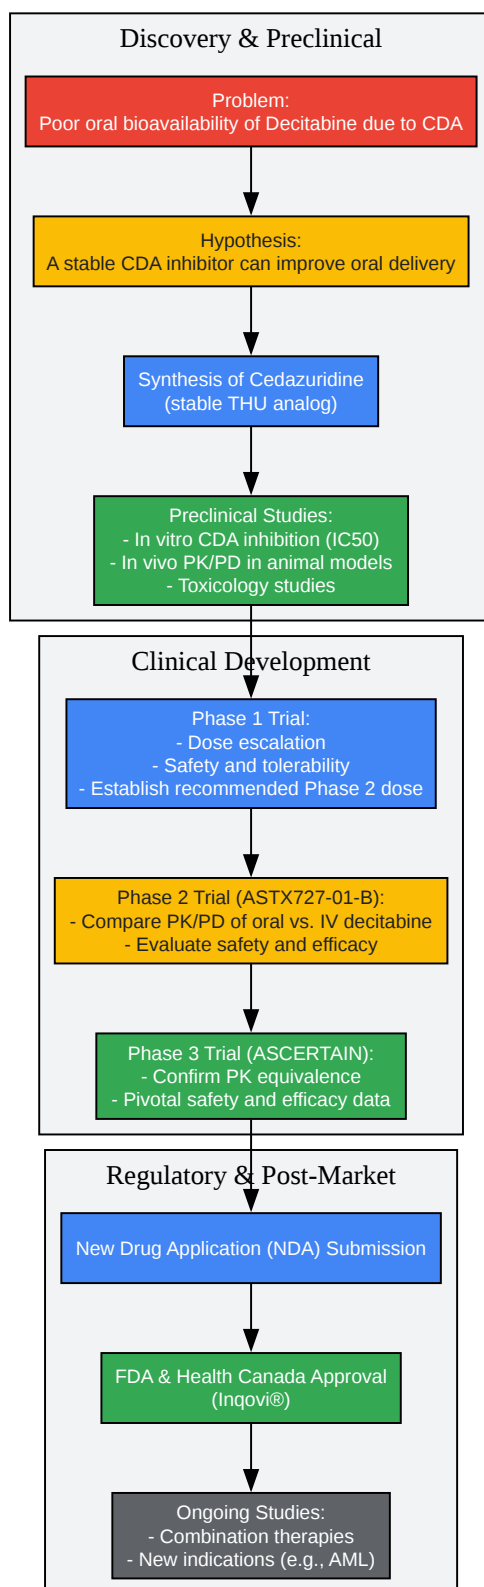 Discovery & Preclinical
Problem:
Poor oral bioavailability of Decitabine due to CDA
Hypothesis:
A stable CDA inhibitor can improve oral delivery
Synthesis of Cedazuridine
(stable THU analog)
Preclinical Studies:
- In vitro CDA inhibition (IC50)
- In vivo PK/PD in animal models
- Toxicology studies
Clinical Development
Phase 1 Trial:
- Dose escalation
- Safety and tolerability
- Establish recommended Phase 2 dose
Phase 2 Trial (ASTX727-01-B):
- Compare PK/PD of oral vs. IV decitabine
- Evaluate safety and efficacy
Phase 3 Trial (ASCERTAIN):
- Confirm PK equivalence
- Pivotal safety and efficacy data
Regulatory & Post-Market
New Drug Application (NDA) Submission
FDA & Health Canada Approval
(Inqovi®)
Ongoing Studies:
- Combination therapies
- New indications (e.g., AML)